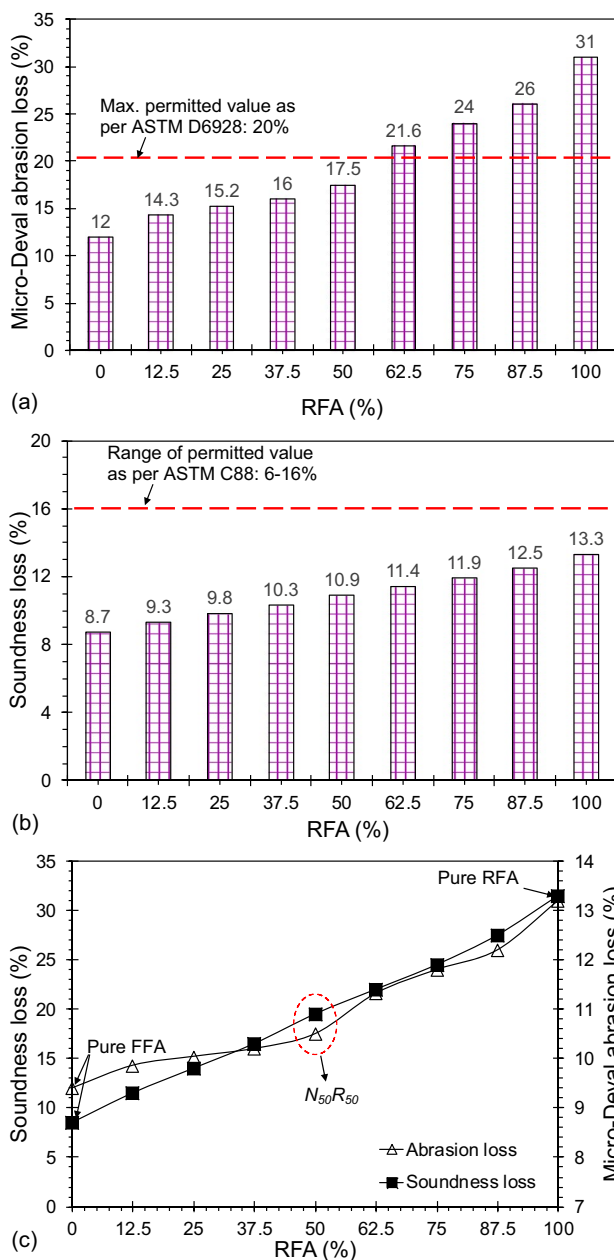 35
30
25
20
15
10
5
0
Micro-Deval abrasion loss (%)
Max. permitted value as
per ASTM D6928: 20%
12
14.3
15.2
16
17.5
21.6
24
26
31
0 12.5 25 37.5 50 62.5 75 87.5 100
(a)
RFA (%)
20
16
12
8
4
0
Soundness loss (%)
Range of permitted value
as per ASTM C88: 6-16%
8.7
9.3
9.8
10.3
10.9
11.4
11.9
12.5
13.3
0 12.5 25 37.5 50 62.5 75 87.5 100
(b)
RFA (%)
35
30
25
20
15
10
5
0
Soundness loss (%)
Pure FFA
Pure RFA
N50R50
Abrasion loss
Soundness loss
14
13
12
11
10
9
8
7
Micro-Deval abrasion loss (%)
0 12.5 25 37.5 50 62.5 75 87.5 100
(c)
RFA (%)